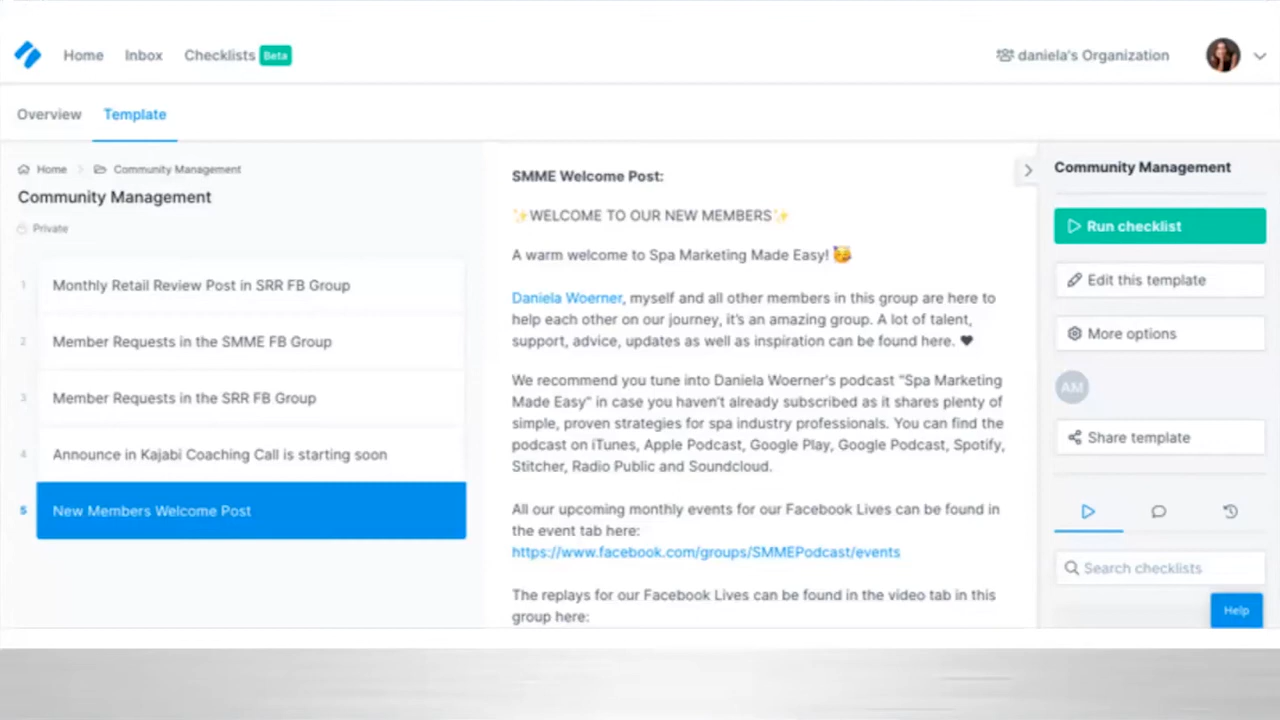 Home Inbox Checklists Beta
daniela's Organization
Overview Template
Home Community Management
Community Management
Private
1 Monthly Retail Review Post in SRR FB Group
2 Member Requests in the SMME FB Group
3 Member Requests in the SRR FB Group
4 Announce in Kajabi Coaching Call is starting soon
5 New Members Welcome Post
SMME Welcome Post:
✨WELCOME TO OUR NEW MEMBERS✨
A warm welcome to Spa Marketing Made Easy! 🥳
Daniela Woerner, myself and all other members in this group are here to
help each other on our journey, it's an amazing group. A lot of talent,
support, advice, updates as well as inspiration can be found here. ♥
We recommend you tune into Daniela Woerner's podcast "Spa Marketing
Made Easy" in case you haven't already subscribed as it shares plenty of
simple, proven strategies for spa industry professionals. You can find the
podcast on iTunes, Apple Podcast, Google Play, Google Podcast, Spotify,
Stitcher, Radio Public and Soundcloud.
All our upcoming monthly events for our Facebook Lives can be found in
the event tab here:
https://www.facebook.com/groups/SMMEPodcast/events
The replays for our Facebook Lives can be found in the video tab in this
group here:
Community Management
Run checklist
Edit this template
More options
AM
Share template
Search checklists
Help